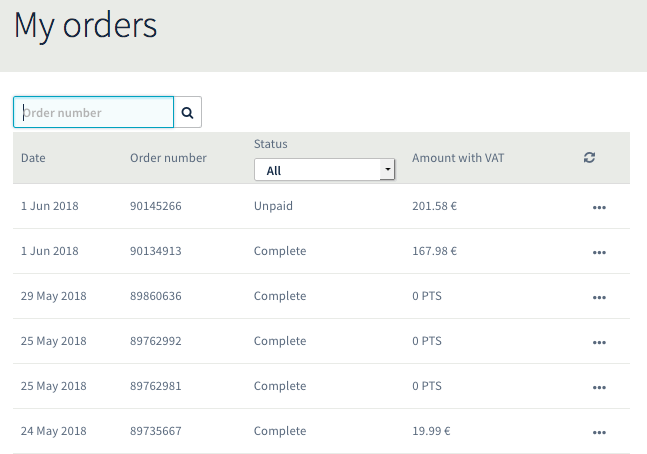 My orders
Order number
Date Order number Status Amount with VAT
All
1 Jun 2018 90145266 Unpaid 201.58 €
1 Jun 2018 90134913 Complete 167.98 €
29 May 2018 89860636 Complete 0 PTS
25 May 2018 89762992 Complete 0 PTS
25 May 2018 89762981 Complete 0 PTS
24 May 2018 89735667 Complete 19.99 €